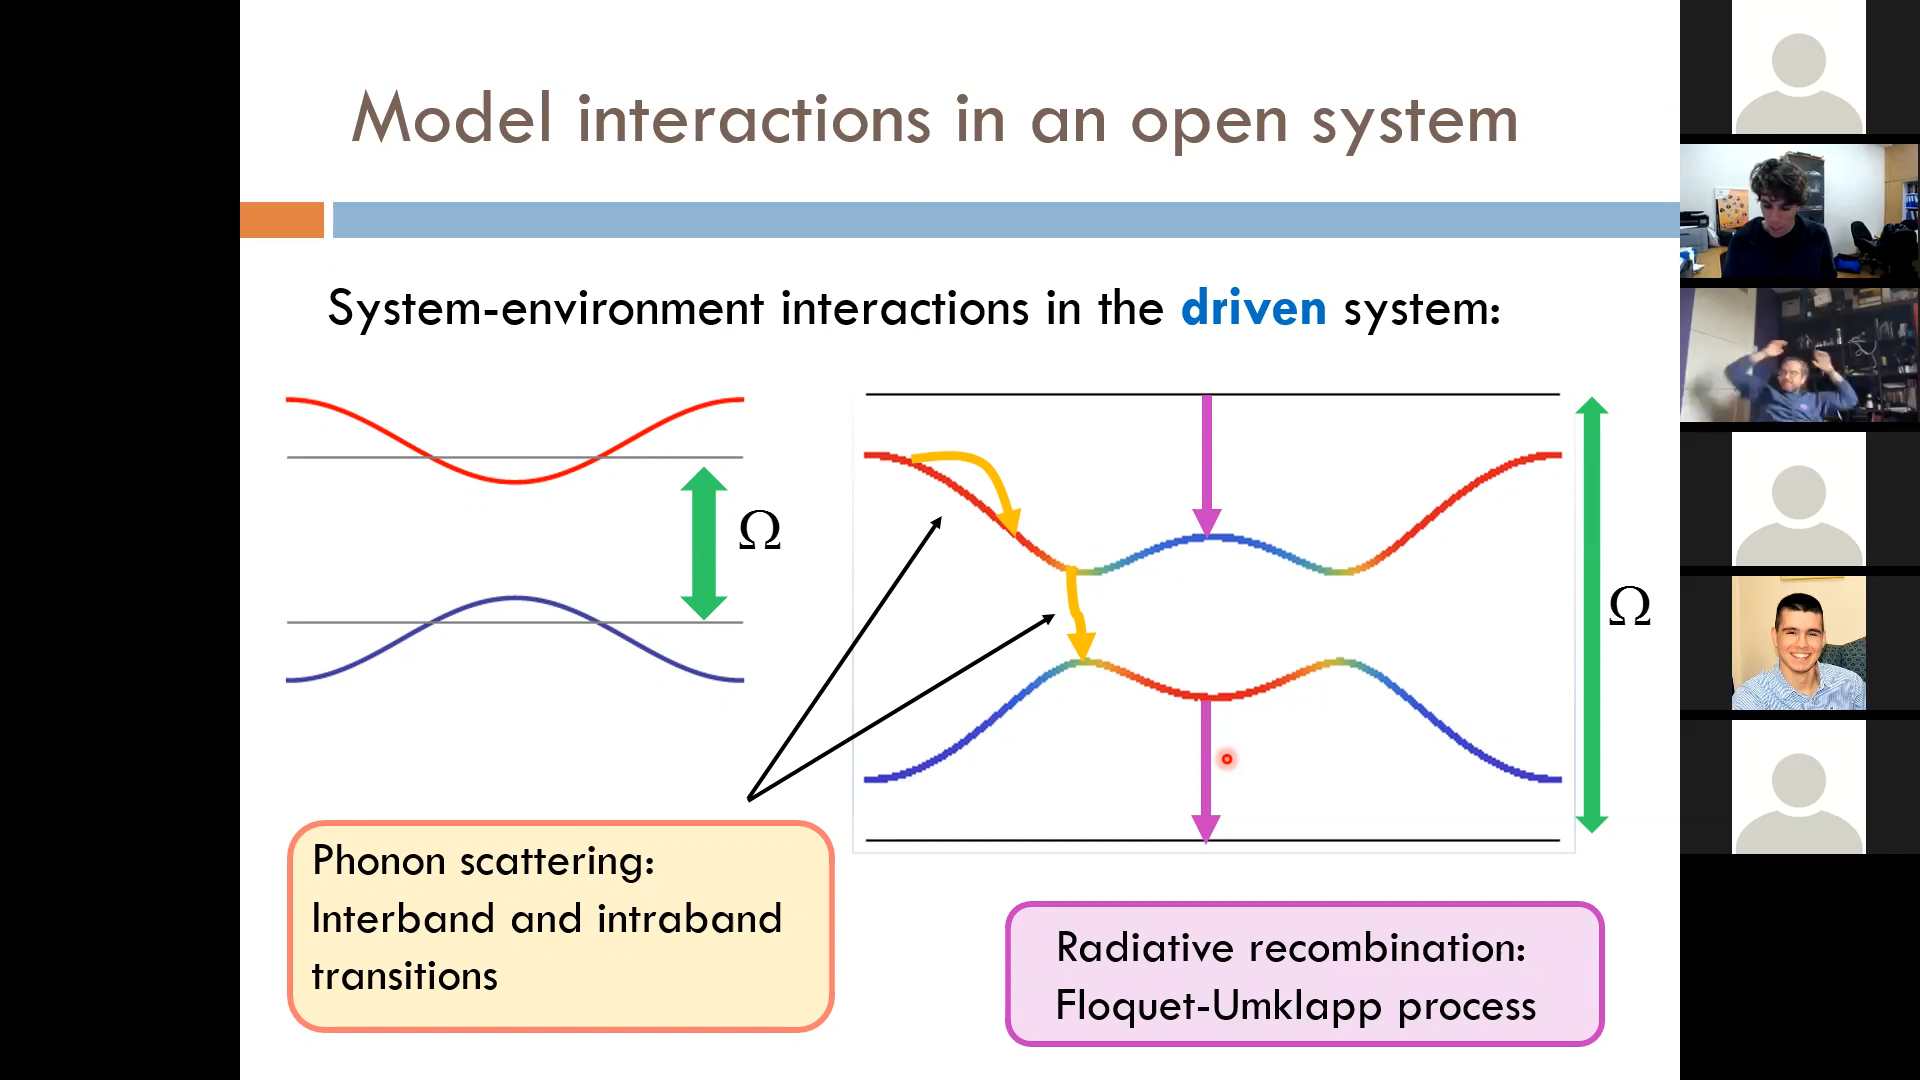 Model interactions in an open system
System-environment interactions in the driven system:
Ω
Ω
Phonon scattering:
Interband and intraband
transitions
Radiative recombination:
Floquet-Umklapp process